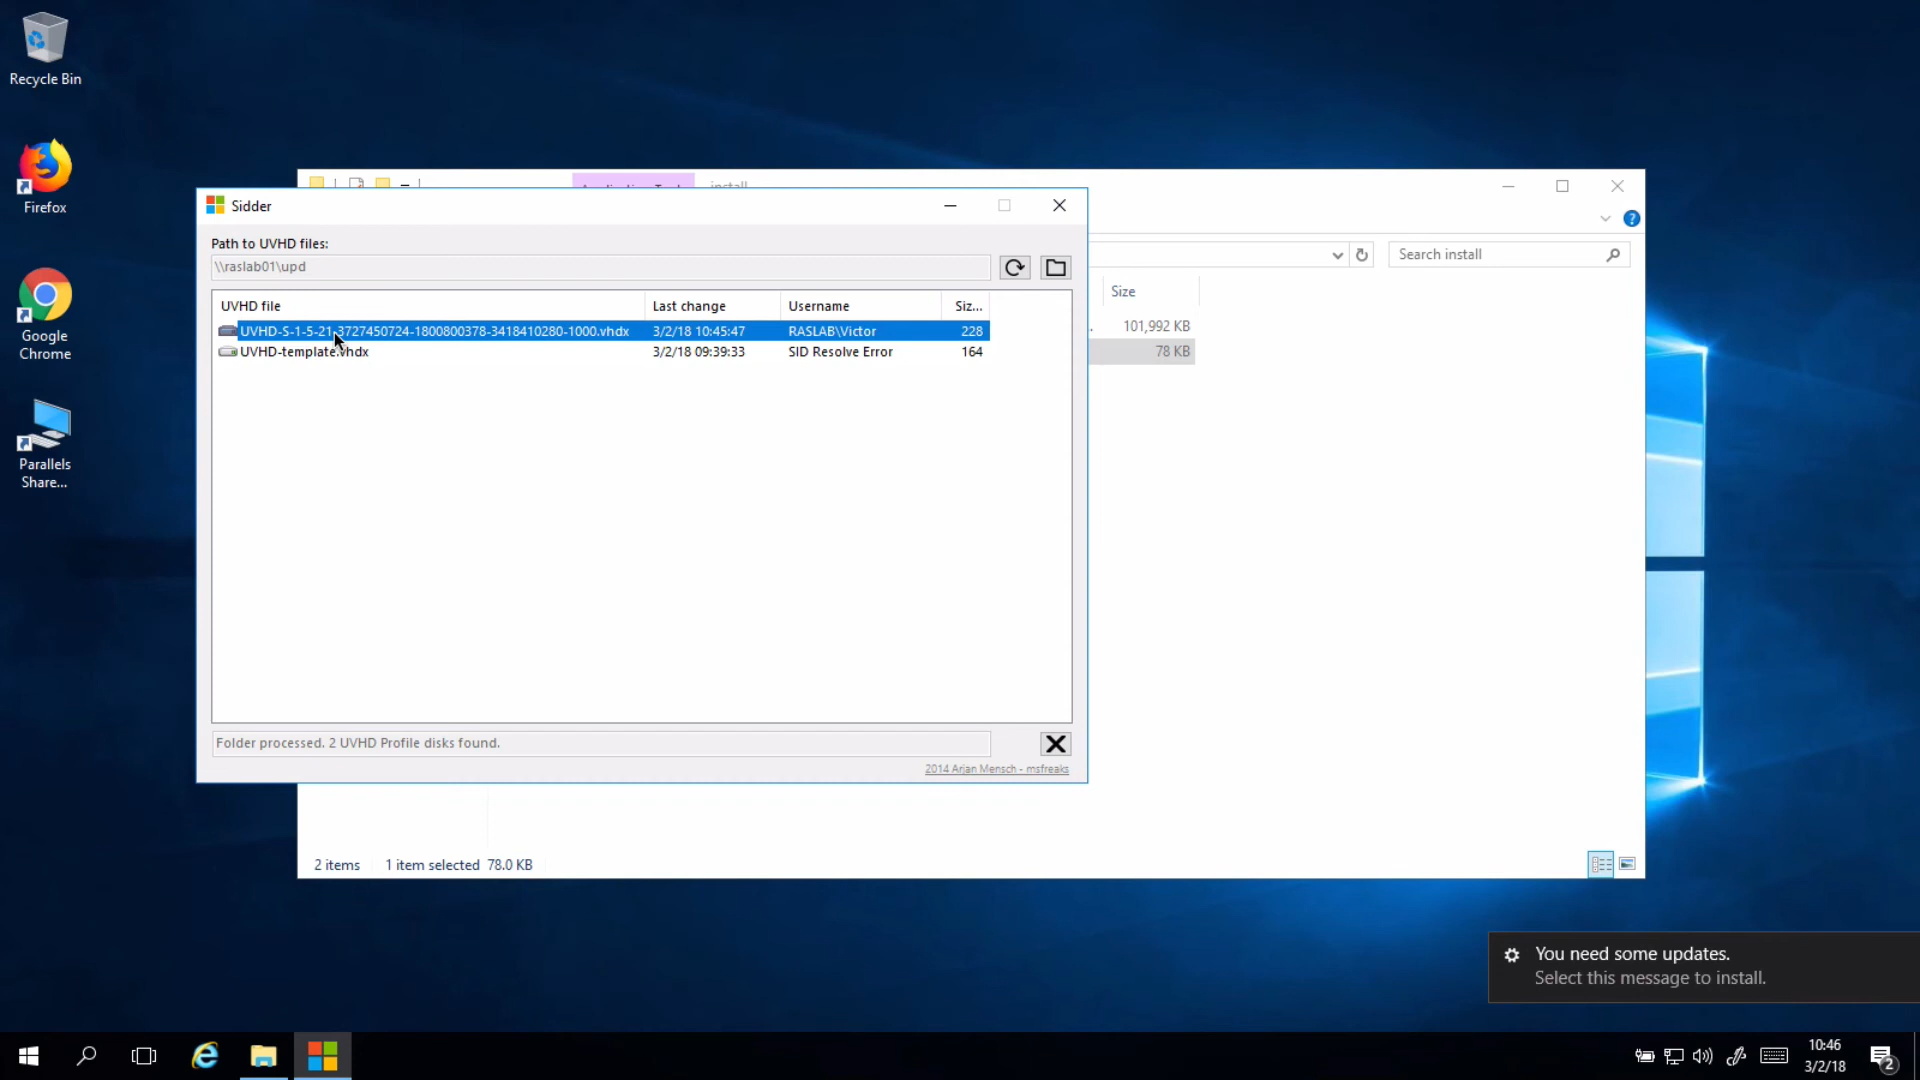 Recycle Bin
Firefox
Google
Chrome
Parallels
Share...
install
Sidder
Path to UVHD files:
\\raslab01\upd
Search install
UVHD file Last change Username Siz...
Size
UVHD-S-1-5-21-3727450724-1800800378-3418410280-1000.vhdx 3/2/18 10:45:47 RASLAB\Victor 228
101,992 KB
UVHD-template.vhdx 3/2/18 09:39:33 SID Resolve Error 164
78 KB
Folder processed. 2 UVHD Profile disks found.
2014 Arjan Mensch - msfreaks
2 items 1 item selected 78.0 KB
You need some updates.
Select this message to install.
10:46
3/2/18
2